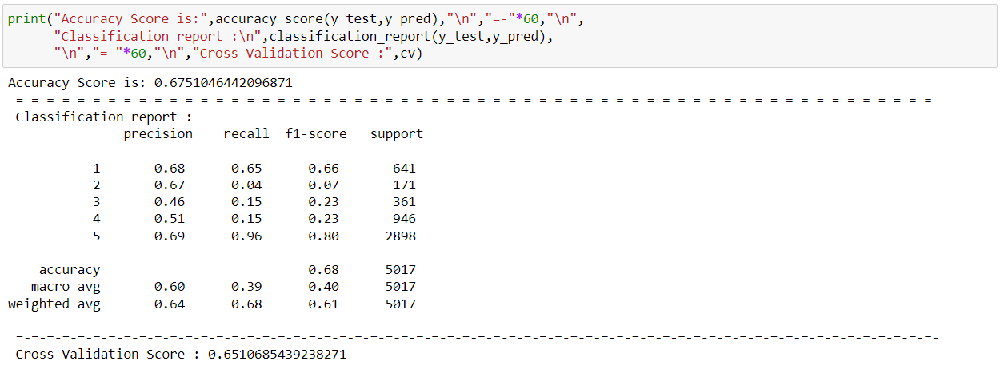 print("Accuracy Score is:",accuracy_score(y_test,y_pred),"\n","=-"*60,"\n",
"Classification report :\n",classification_report(y_test,y_pred),
"\n","=-"*60,"\n","Cross Validation Score :",cv)
Accuracy Score is: 0.6751046442096871
=-=-=-=-=-=-=-=-=-=-=-=-=-=-=-=-=-=-=-=-=-=-=-=-=-=-=-=-=-=-=-=-=-=-=-=-=-=-=-=-=-=-=-=-=-=-=-=-=-=-=-=-=-=-=-=-=-=-=-=-
Classification report :
precision recall f1-score support
1 0.68 0.65 0.66 641
2 0.67 0.04 0.07 171
3 0.46 0.15 0.23 361
4 0.51 0.15 0.23 946
5 0.69 0.96 0.80 2898
accuracy 0.68 5017
macro avg 0.60 0.39 0.40 5017
weighted avg 0.64 0.68 0.61 5017
=-=-=-=-=-=-=-=-=-=-=-=-=-=-=-=-=-=-=-=-=-=-=-=-=-=-=-=-=-=-=-=-=-=-=-=-=-=-=-=-=-=-=-=-=-=-=-=-=-=-=-=-=-=-=-=-=-=-=-=-
Cross Validation Score : 0.6510685439238271